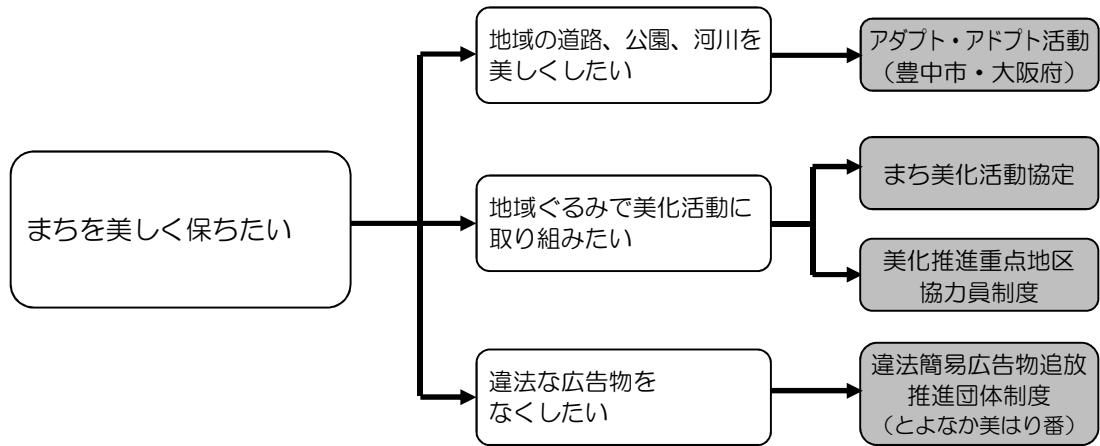 まちを美しく保ちたい
地域の道路、公園、河川を
美しくしたい
アダプト・アドプト活動
（豊中市・大阪府）
地域ぐるみで美化活動に
取り組みたい
まち美化活動協定
美化推進重点地区
協力員制度
違法な広告物を
なくしたい
違法簡易広告物追放
推進団体制度
（とよなか美はり番）